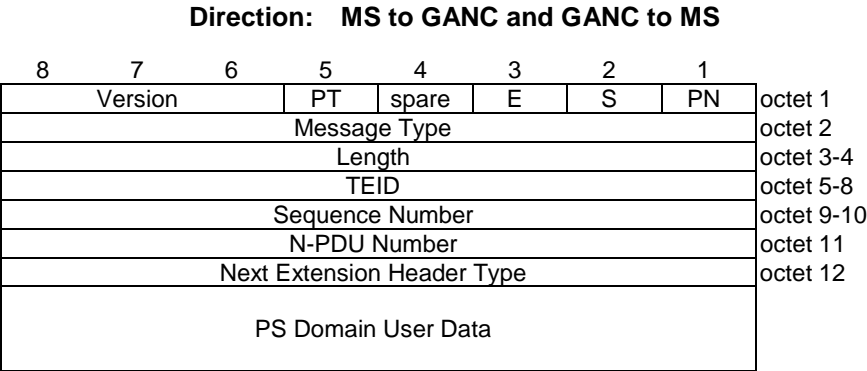 Direction: MS to GANC and GANC to MS
8 7 6 5 4 3 2 1
Version PT spare E S PN octet 1
Message Type octet 2
Length octet 3-4
TEID octet 5-8
Sequence Number octet 9-10
N-PDU Number octet 11
Next Extension Header Type octet 12
PS Domain User Data